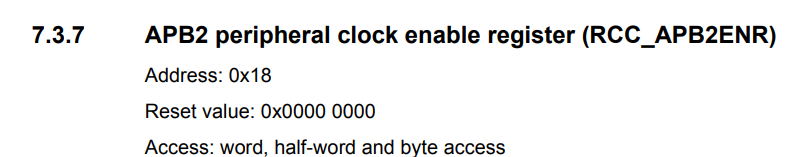 7.3.7 APB2 peripheral clock enable register (RCC_APB2ENR)
Address: 0x18
Reset value: 0x0000 0000
Access: word, half-word and byte access